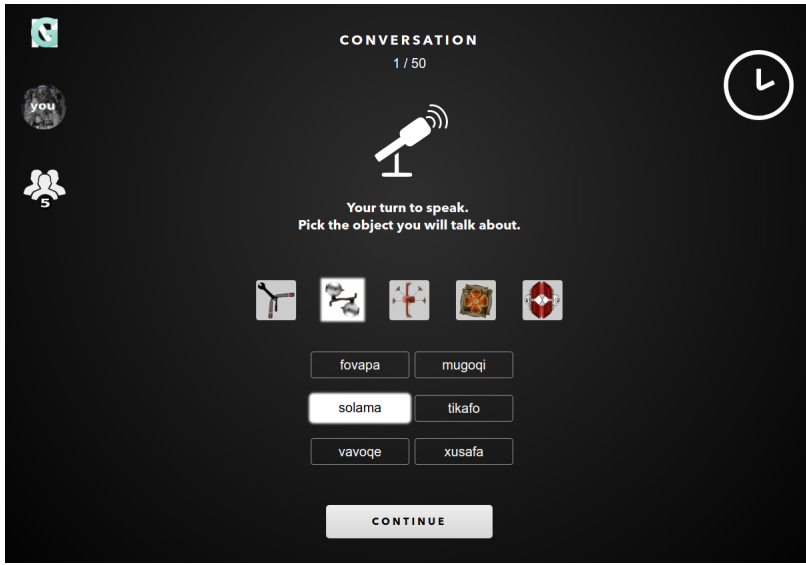 CONVERSATION
1 / 50
you
5
Your turn to speak.
Pick the object you will talk about.
fovapa mugoqi
solama tikafo
vavoqe xusafa
CONTINUE